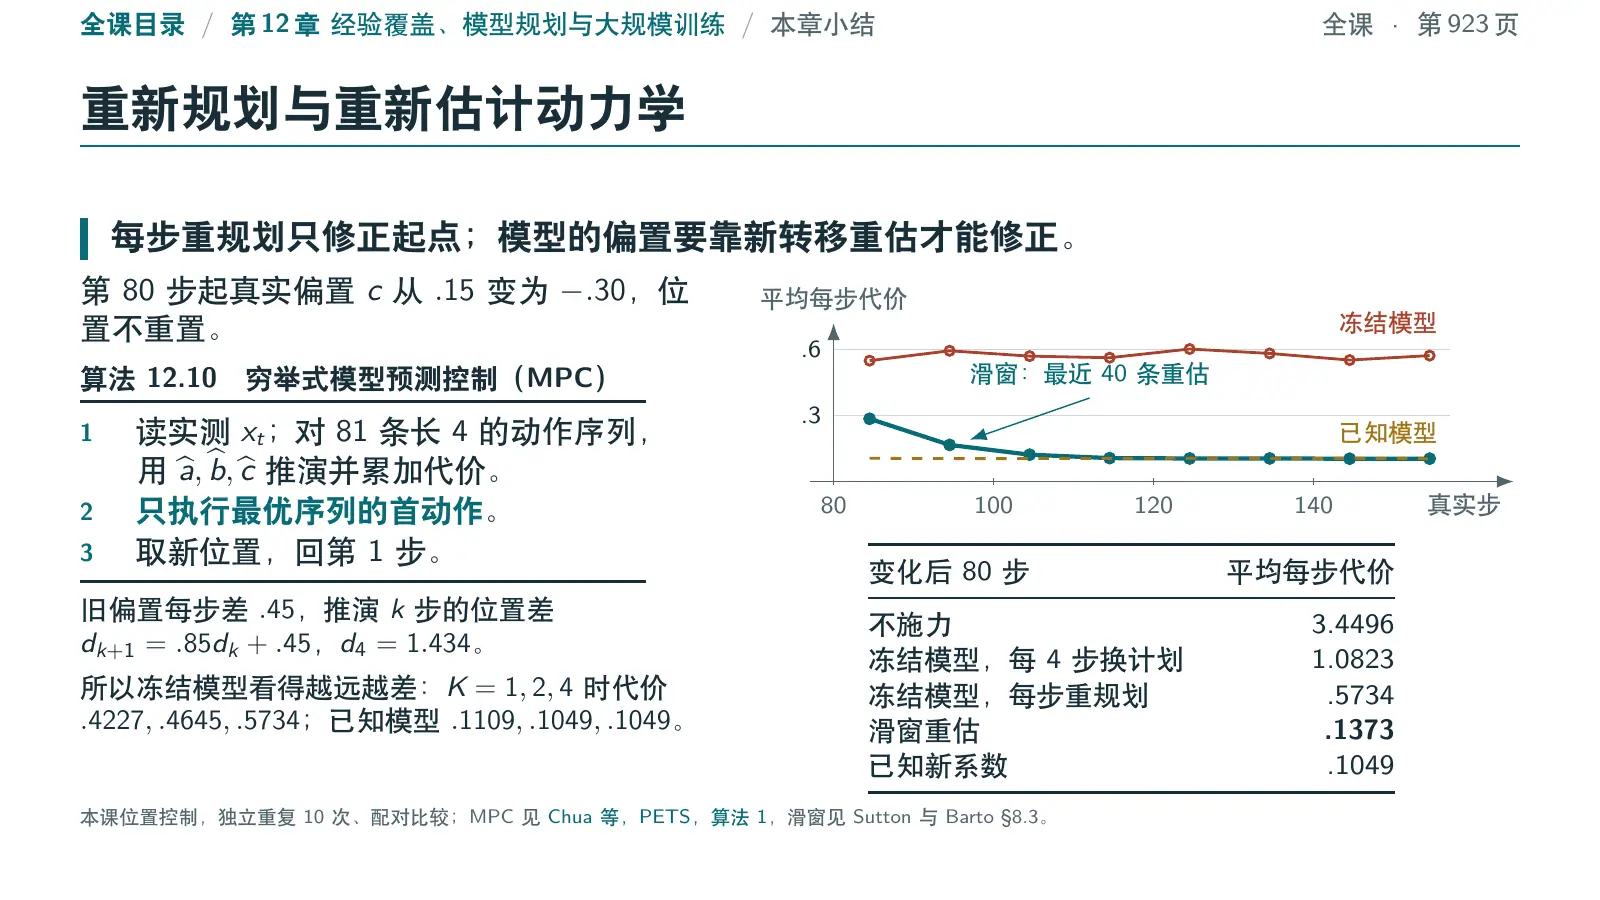 全课目录 / 第 12 章 经验覆盖、模型规划与大规模训练 / 本章小结
全课 · 第 923 页
重新规划与重新估计动力学
每步重规划只修正起点；模型的偏置要靠新转移重估才能修正。
第 80 步起真实偏置 c 从 .15 变为 −.30，位
置不重置。
算法 12.10 穷举式模型预测控制（MPC）
1 读实测 x_t；对 81 条长 4 的动作序列，
用 â, b̂, ĉ 推演并累加代价。
2 只执行最优序列的首动作。
3 取新位置，回第 1 步。
旧偏置每步差 .45，推演 k 步的位置差
d_{k+1} = .85d_k + .45，d_4 = 1.434。
所以冻结模型看得越远越差：K = 1, 2, 4 时代价
.4227, .4645, .5734；已知模型 .1109, .1049, .1049。
平均每步代价
冻结模型
.6
滑窗：最近 40 条重估
.3
已知模型
80 100 120 140 真实步
变化后 80 步 平均每步代价
不施力 3.4496
冻结模型，每 4 步换计划 1.0823
冻结模型，每步重规划 .5734
滑窗重估 .1373
已知新系数 .1049
本课位置控制，独立重复 10 次、配对比较；MPC 见 Chua 等，PETS，算法 1，滑窗见 Sutton 与 Barto §8.3。